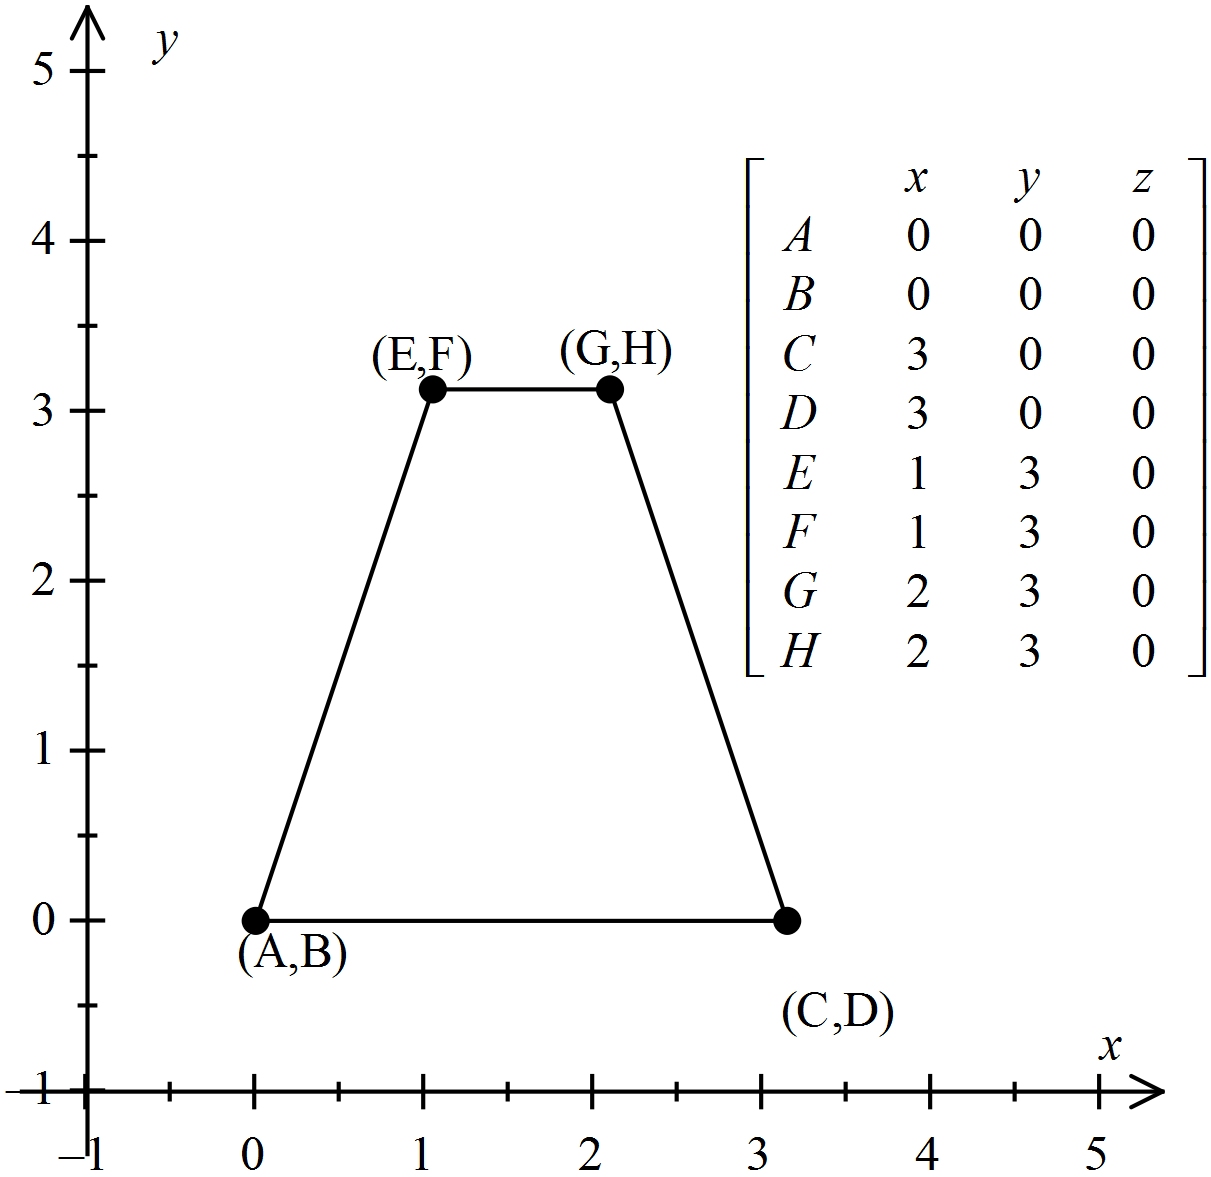 y
5
x y z
A 0 0 0
4
B 0 0 0
(E,F) (G,H)
C 3 0 0
3
D 3 0 0
E 1 3 0
F 1 3 0
2
G 2 3 0
H 2 3 0
1
0
(A,B)
(C,D)
x
–1
–1 0 1 2 3 4 5